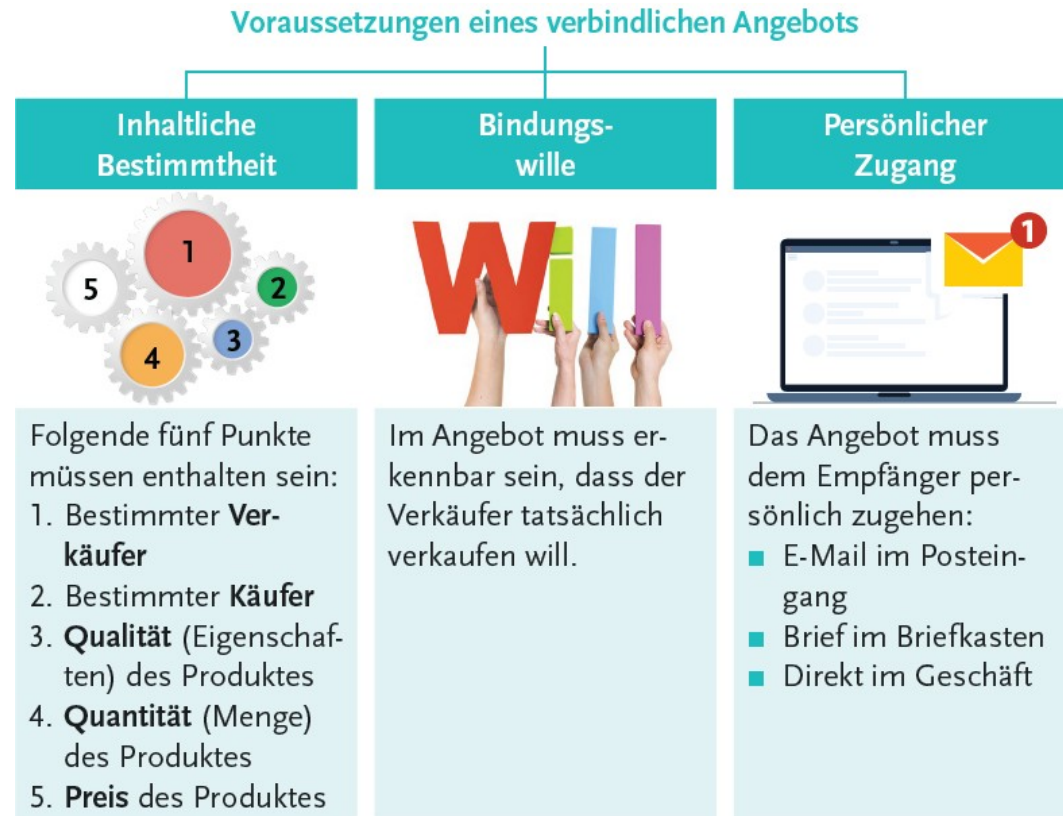 Voraussetzungen eines verbindlichen Angebots
Inhaltliche
Bestimmtheit
1
5
2
3
4
Folgende fünf Punkte
müssen enthalten sein:
1. Bestimmter Ver-
käufer
2. Bestimmter Käufer
3. Qualität (Eigenschaf-
ten) des Produktes
4. Quantität (Menge)
des Produktes
5. Preis des Produktes
Bindungs-
wille
Will
Im Angebot muss er-
kennbar sein, dass der
Verkäufer tatsächlich
verkaufen will.
Persönlicher
Zugang
1
Das Angebot muss
dem Empfänger per-
sönlich zugehen:
■ E-Mail im Postein-
gang
■ Brief im Briefkasten
■ Direkt im Geschäft